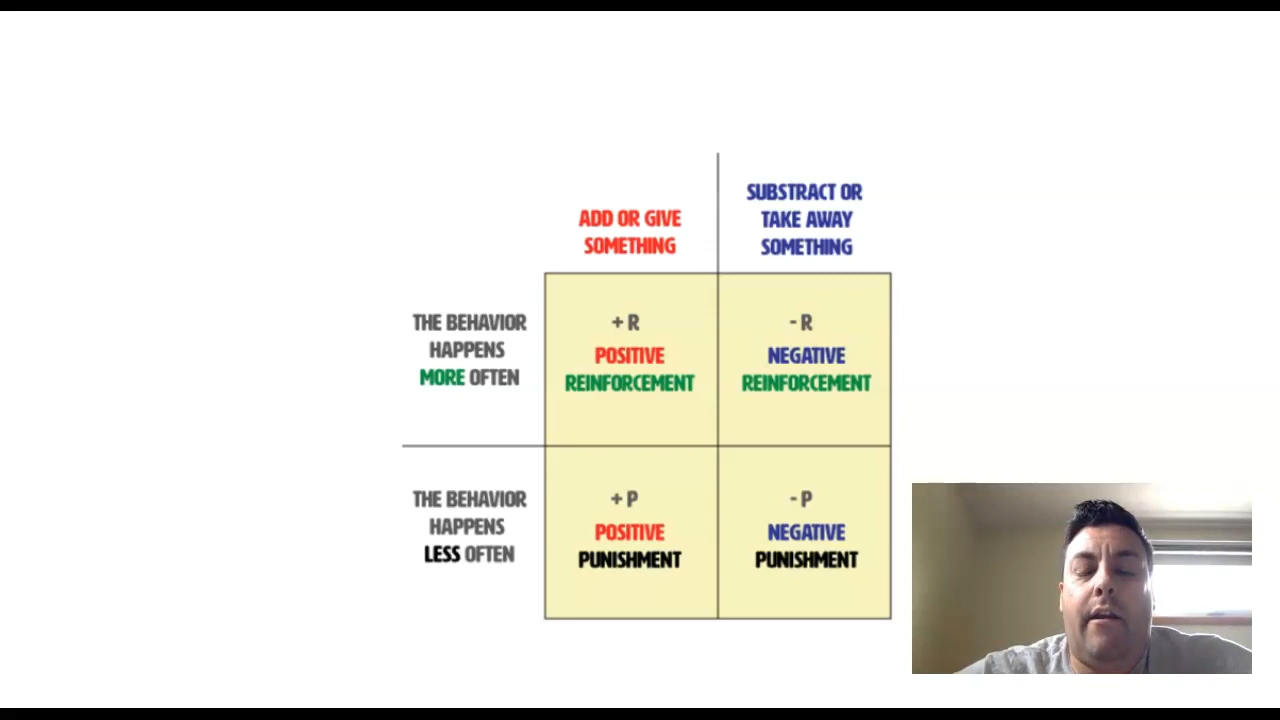 ADD OR GIVE
SOMETHING
SUBSTRACT OR
TAKE AWAY
SOMETHING
THE BEHAVIOR
HAPPENS
MORE OFTEN
+ R
POSITIVE
REINFORCEMENT
- R
NEGATIVE
REINFORCEMENT
THE BEHAVIOR
HAPPENS
LESS OFTEN
+ P
POSITIVE
PUNISHMENT
- P
NEGATIVE
PUNISHMENT